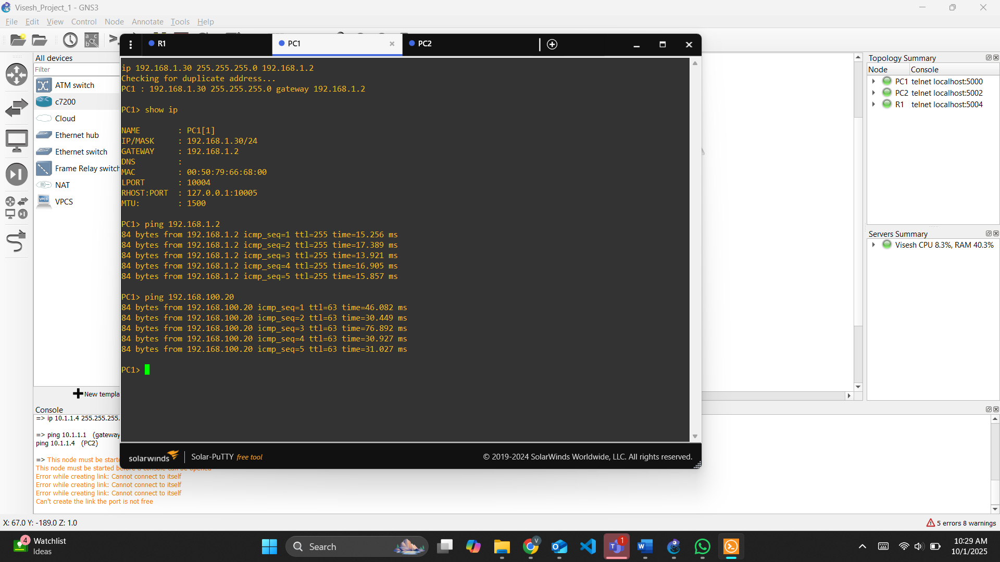 Visesh_Project_1 - GNS3
File Edit View Control Node Annotate Tools Help
R1
PC1
PC2
All devices
Filter
ATM switch
c7200
Cloud
Ethernet hub
Ethernet switch
Frame Relay switch
NAT
VPCS
VPCS
New templa
ip 192.168.1.30 255.255.255.0 192.168.1.2
Checking for duplicate address...
PC1 : 192.168.1.30 255.255.255.0 gateway 192.168.1.2
PC1> show ip
NAME : PC1[1]
IP/MASK : 192.168.1.30/24
GATEWAY : 192.168.1.2
DNS :
MAC : 00:50:79:66:68:00
LPORT : 10004
RHOST:PORT : 127.0.0.1:10005
MTU: : 1500
PC1> ping 192.168.1.2
84 bytes from 192.168.1.2 icmp_seq=1 ttl=255 time=15.256 ms
84 bytes from 192.168.1.2 icmp_seq=2 ttl=255 time=17.389 ms
84 bytes from 192.168.1.2 icmp_seq=3 ttl=255 time=13.921 ms
84 bytes from 192.168.1.2 icmp_seq=4 ttl=255 time=16.905 ms
84 bytes from 192.168.1.2 icmp_seq=5 ttl=255 time=15.857 ms
PC1> ping 192.168.100.20
84 bytes from 192.168.100.20 icmp_seq=1 ttl=63 time=46.082 ms
84 bytes from 192.168.100.20 icmp_seq=2 ttl=63 time=30.449 ms
84 bytes from 192.168.100.20 icmp_seq=3 ttl=63 time=76.892 ms
84 bytes from 192.168.100.20 icmp_seq=4 ttl=63 time=30.927 ms
84 bytes from 192.168.100.20 icmp_seq=5 ttl=63 time=31.027 ms
PC1>
solarwinds Solar-PuTTY free tool
© 2019-2024 SolarWinds Worldwide, LLC. All rights reserved.
Topology Summary
Node Console
PC1 telnet localhost:5000
PC2 telnet localhost:5002
R1 telnet localhost:5004
Servers Summary
Visesh CPU 8.3%, RAM 40.3%
Console
=> ip 10.1.1.4 255.255.255.
=> ping 10.1.1.1 (gateway
ping 10.1.1.4 (PC2)
=> This node must be starte
This node must be started before a console can be opened
Error while creating link: Cannot connect to itself
Error while creating link: Cannot connect to itself
Error while creating link: Cannot connect to itself
Can't create the link the port is not free
X: 67.0 Y: -189.0 Z: 1.0
5 errors 8 warnings
4
Watchlist
Ideas
Search
V
1
10:29 AM
10/1/2025